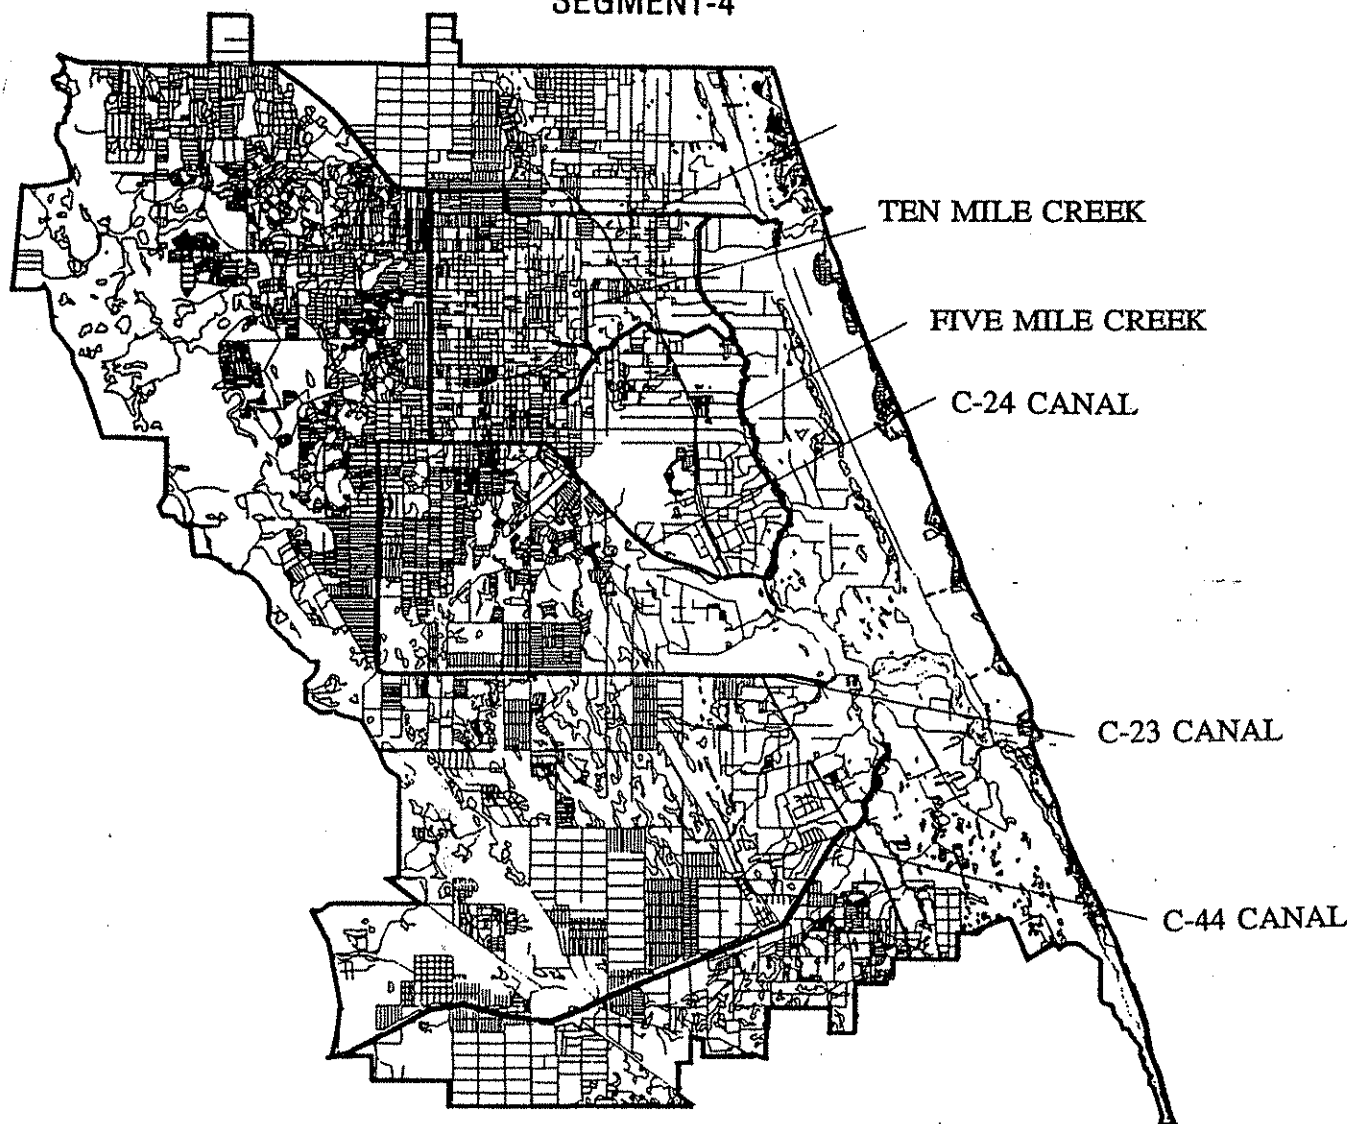 SEGMENT-4
TEN MILE CREEK
FIVE MILE CREEK
C-24 CANAL
C-23 CANAL
C-44 CANAL